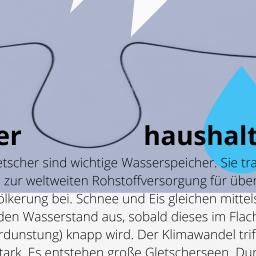 er haushalt
etscher sind wichtige Wasserspeicher. Sie tra
zur weltweiten Rohstoffversorgung für über
ölkerung bei. Schnee und Eis gleichen mittels
den Wasserstand aus, sobald dieses im Flach
rdunstung) knapp wird. Der Klimawandel trif
tark. Es entstehen große Gletscherseen. Dur